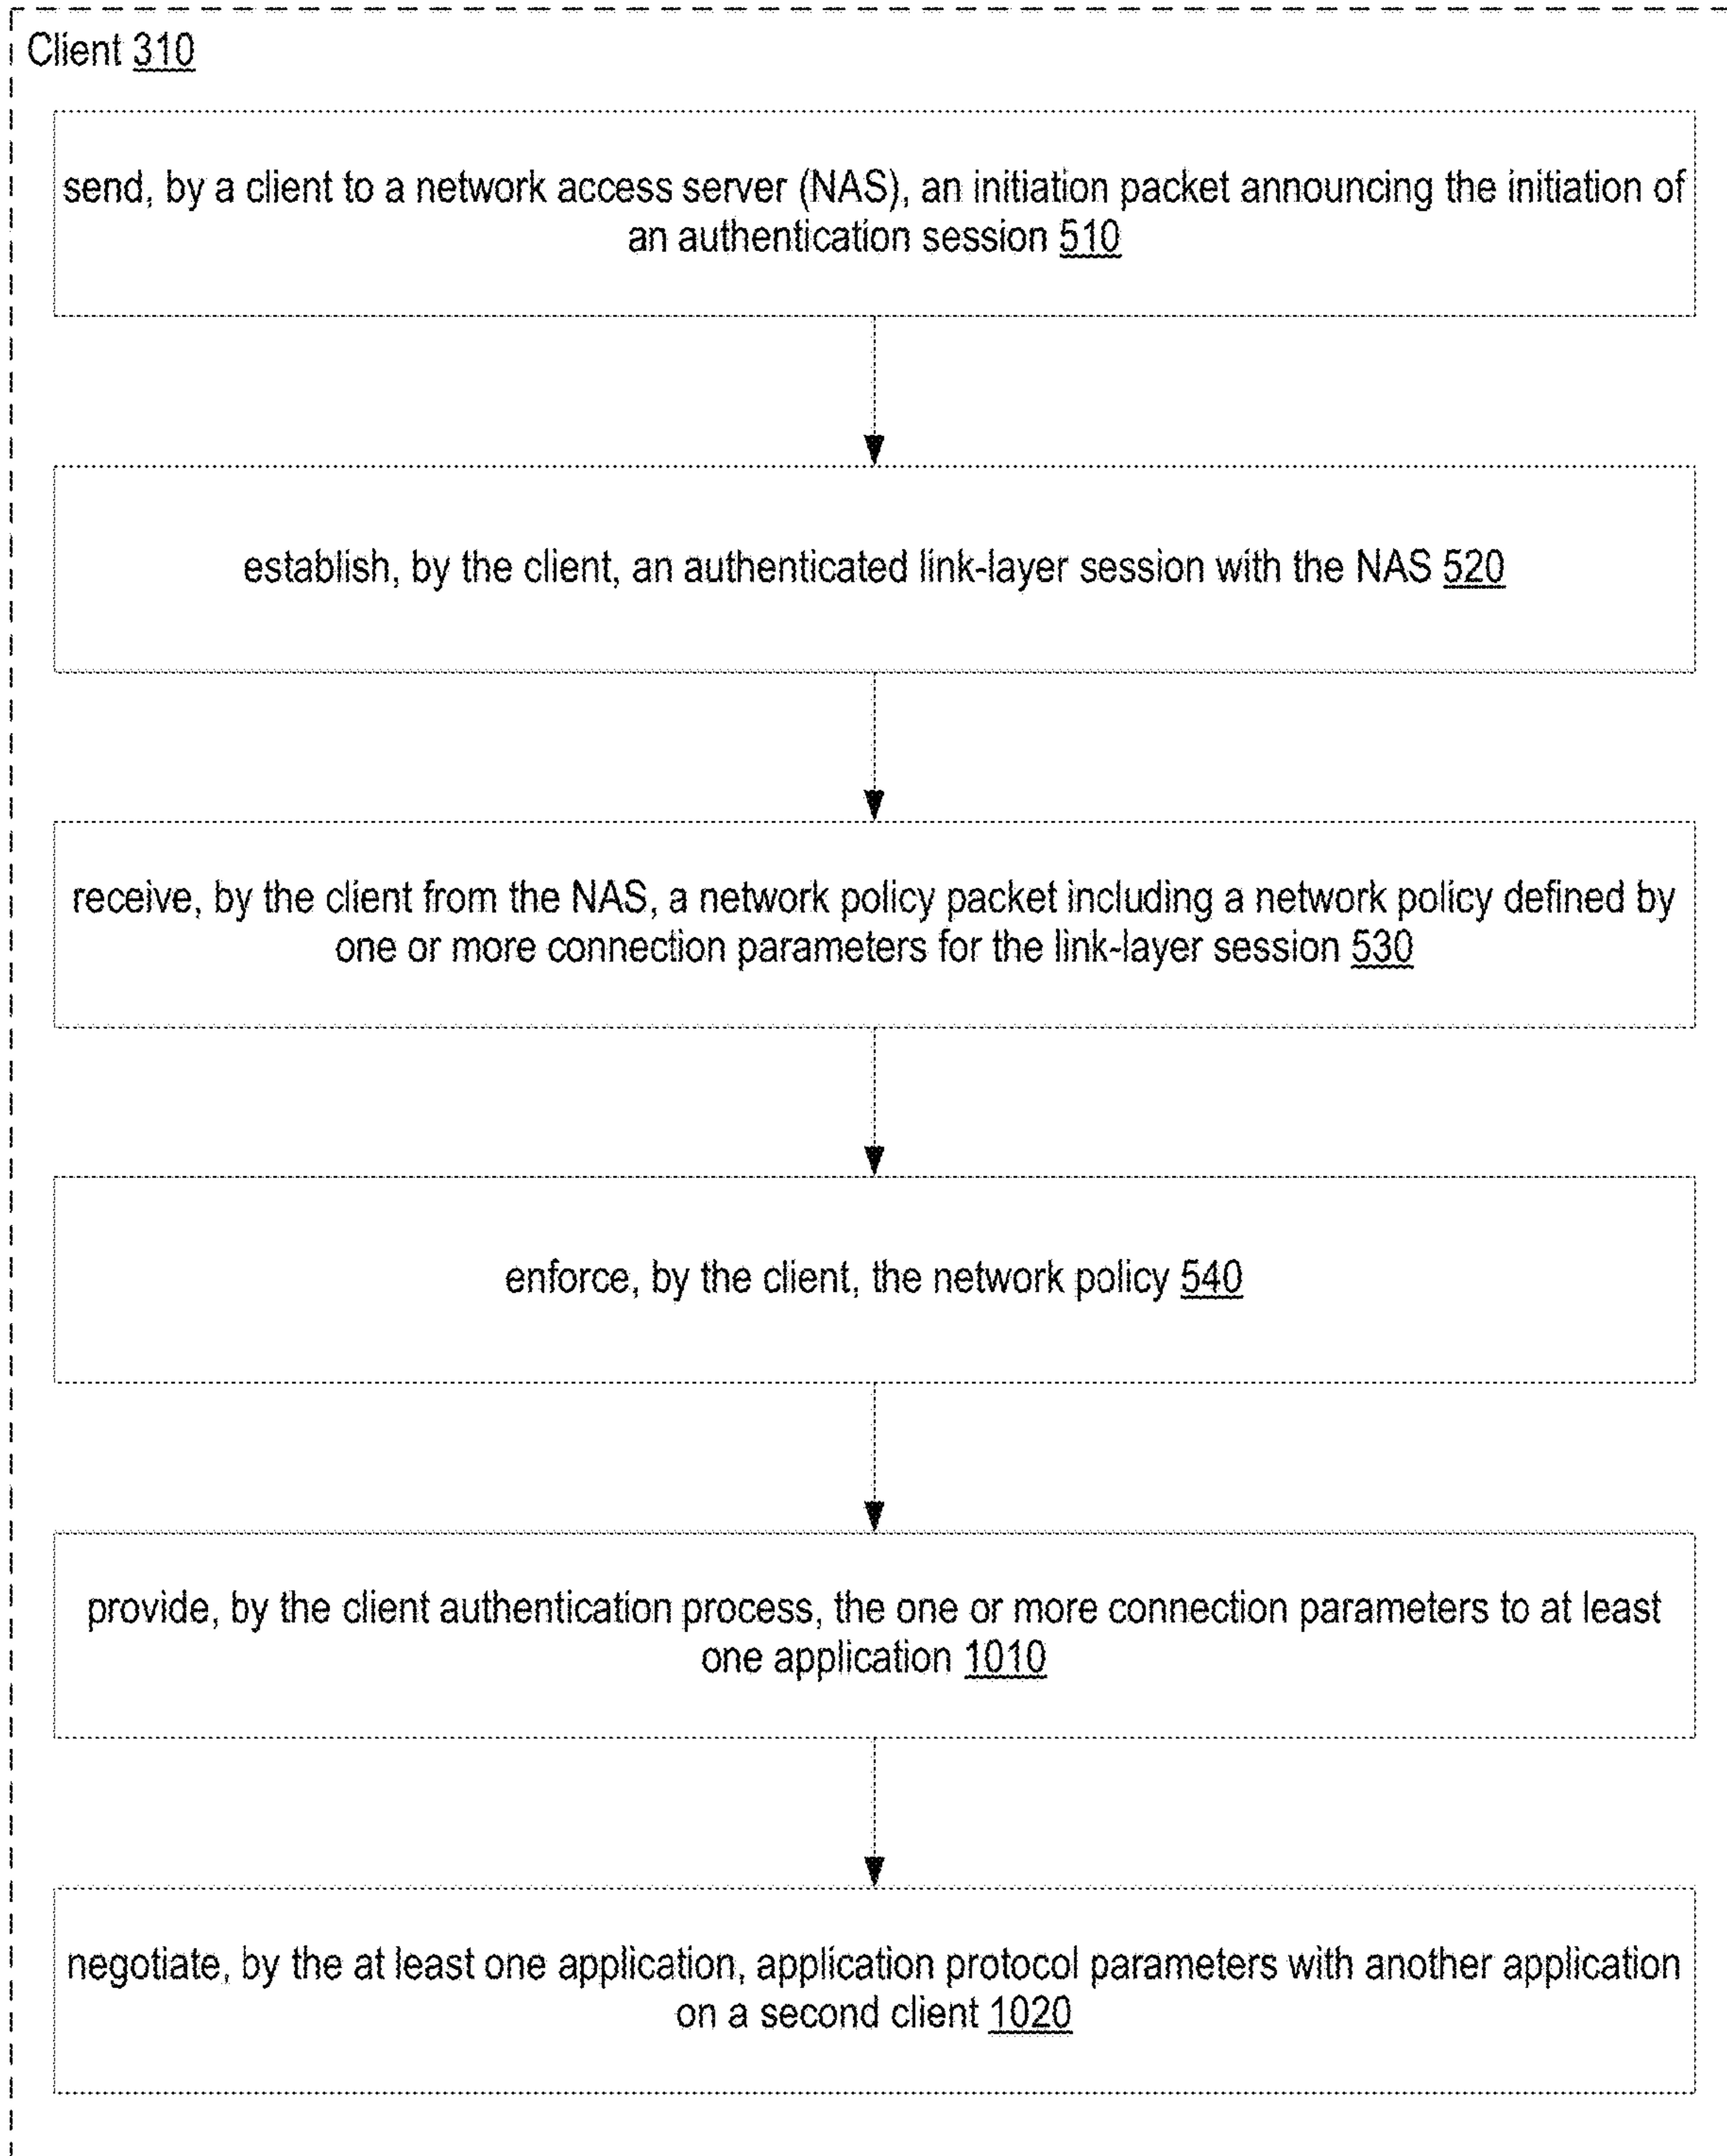 Client 310
send, by a client to a network access server (NAS), an initiation packet announcing the initiation of
an authentication session 510
establish, by the client, an authenticated link-layer session with the NAS 520
receive, by the client from the NAS, a network policy packet including a network policy defined by
one or more connection parameters for the link-layer session 530
enforce, by the client, the network policy 540
provide, by the client authentication process, the one or more connection parameters to at least
one application 1010
negotiate, by the at least one application, application protocol parameters with another application
on a second client 1020